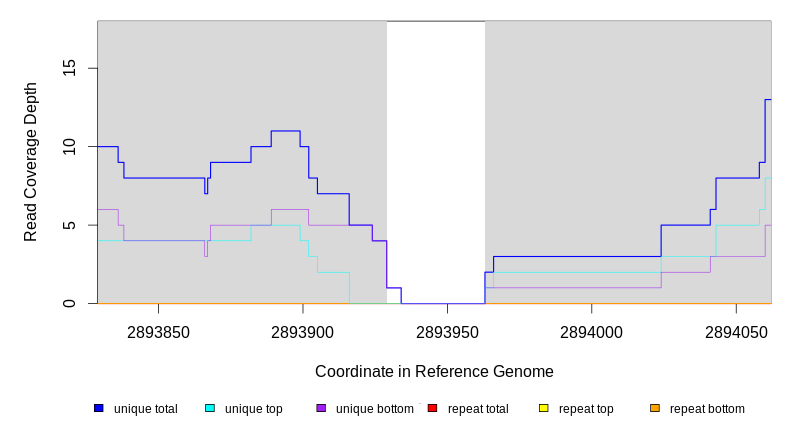 Read Coverage Depth
15
10
5
0
2893850 2893900 2893950 2894000 2894050
Coordinate in Reference Genome
unique total unique top unique bottom repeat total repeat top repeat bottom